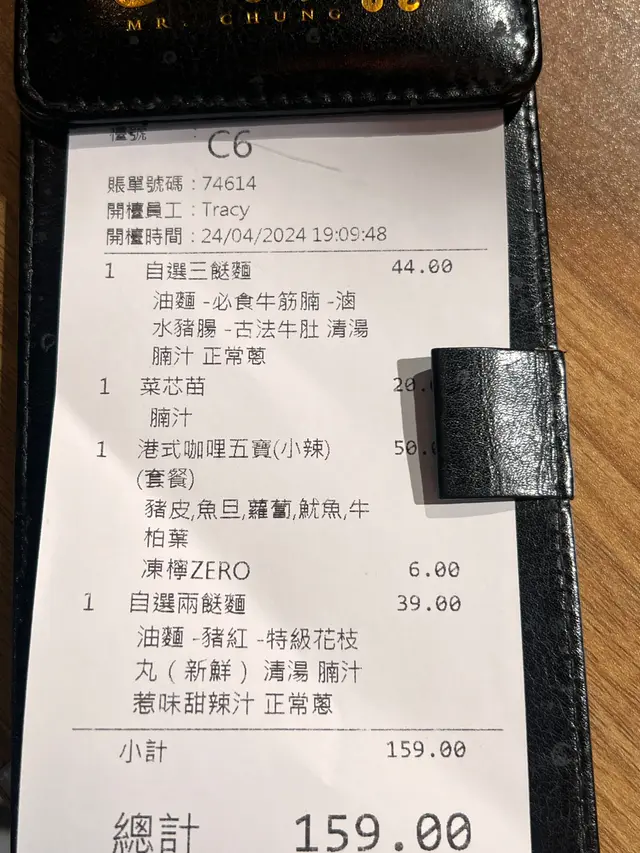 MR. CHUNG
檯號 : C6
賬單號碼 : 74614
開檯員工 : Tracy
開檯時間 : 24/04/2024 19:09:48
1 自選三餸麵 44.00
油麵 -必食牛筋腩 -滷
水豬腸 -古法牛肚 清湯
腩汁 正常蔥
1 菜芯苗 20.
腩汁
1 港式咖哩五寶(小辣) 50.
(套餐)
豬皮,魚旦,蘿蔔,魷魚,牛
柏葉
凍檸ZERO 6.00
1 自選兩餸麵 39.00
油麵 -豬紅 -特級花枝
丸 ( 新鮮 ) 清湯 腩汁
惹味甜辣汁 正常蔥
小計 159.00
總計 159.00